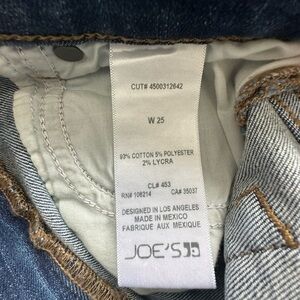 CUT# 4500312642
W 25
93% COTTON 5% POLYESTER
2% LYCRA
CL# 453
RN# 106214 CA# 35037
DESIGNED IN LOS ANGELES
MADE IN MEXICO
FABRIQUE AUX MEXIQUE
JOE'S